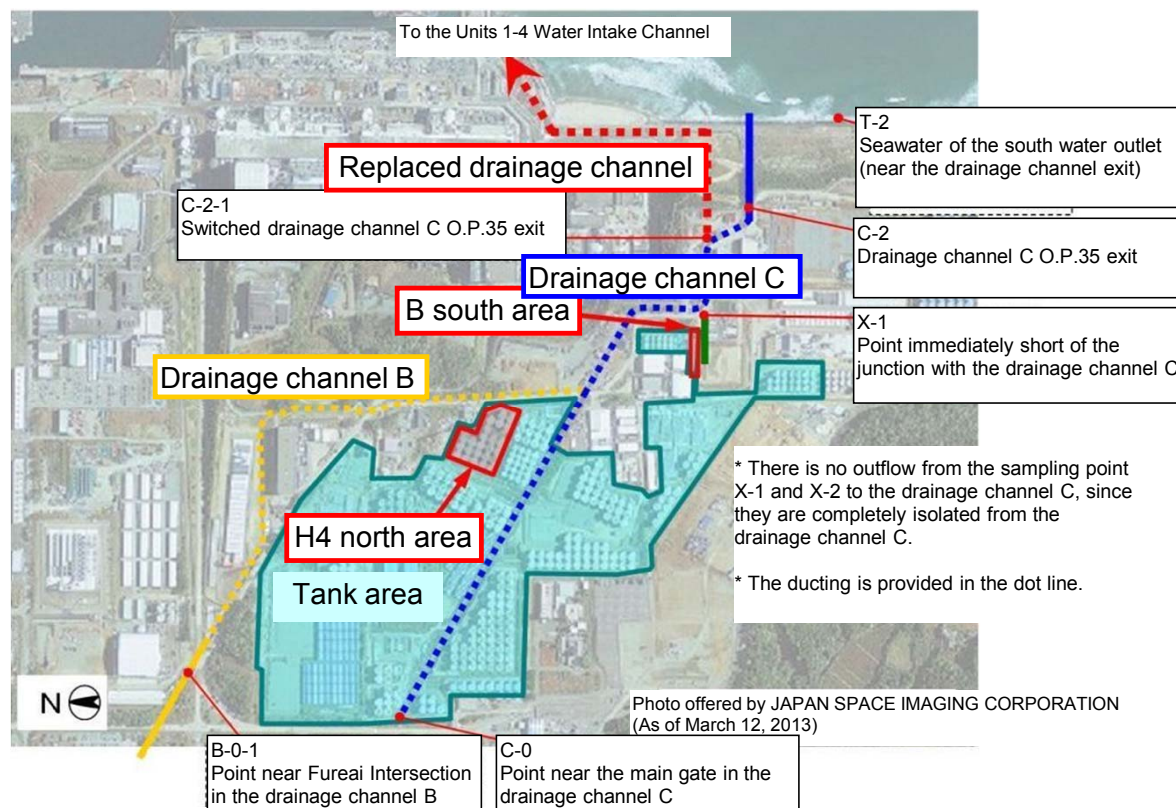 To the Units 1-4 Water Intake Channel
T-2
Seawater of the south water outlet
(near the drainage channel exit)
Replaced drainage channel
C-2-1
Switched drainage channel C O.P.35 exit
C-2
Drainage channel C O.P.35 exit
Drainage channel C
B south area
X-1
Point immediately short of the
junction with the drainage channel C
Drainage channel B
* There is no outflow from the sampling point
X-1 and X-2 to the drainage channel C, since
they are completely isolated from the
drainage channel C.
* The ducting is provided in the dot line.
H4 north area
Tank area
N
Photo offered by JAPAN SPACE IMAGING CORPORATION
(As of March 12, 2013)
B-0-1
Point near Fureai Intersection
in the drainage channel B
C-0
Point near the main gate in the
drainage channel C